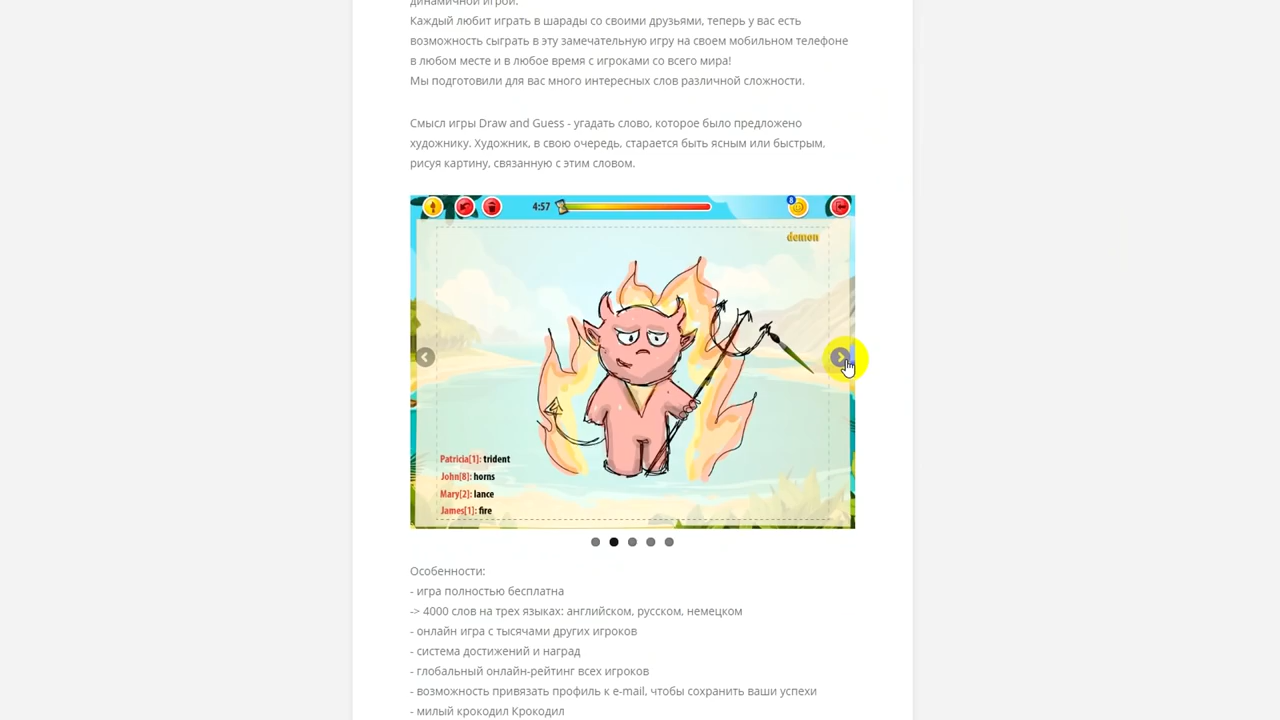 динамичной игрой.
Каждый любит играть в шарады со своими друзьями, теперь у вас есть
возможность сыграть в эту замечательную игру на своем мобильном телефоне
в любом месте и в любое время с игроками со всего мира!
Мы подготовили для вас много интересных слов различной сложности.
Смысл игры Draw and Guess - угадать слово, которое было предложено
художнику. Художник, в свою очередь, старается быть ясным или быстрым,
рисуя картину, связанную с этим словом.
4:57
8
demon
Patricia[1]: trident
John[8]: horns
Mary[2]: lance
James[1]: fire
Особенности:
- игра полностью бесплатна
-> 4000 слов на трех языках: английском, русском, немецком
- онлайн игра с тысячами других игроков
- система достижений и наград
- глобальный онлайн-рейтинг всех игроков
- возможность привязать профиль к e-mail, чтобы сохранить ваши успехи
- милый крокодил Крокодил